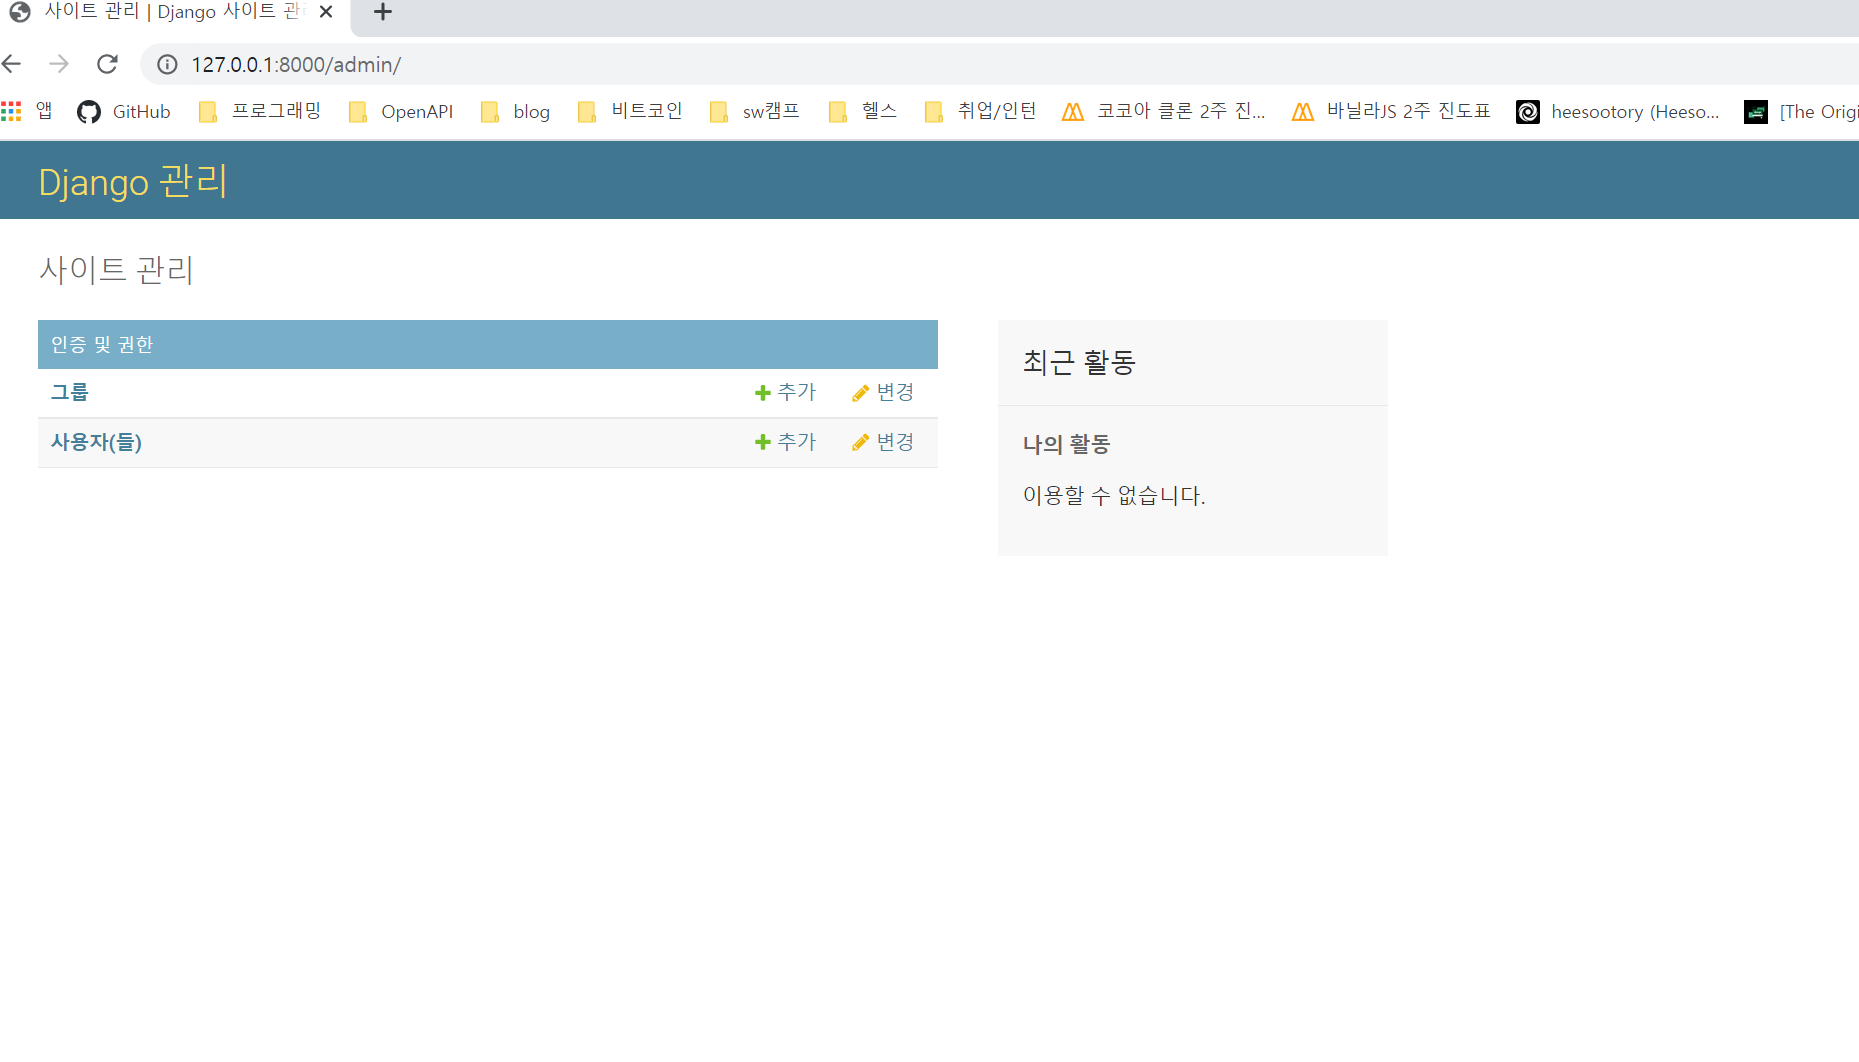 사이트 관리 | Django 사이트 관
127.0.0.1:8000/admin/
앱 GitHub 프로그래밍 OpenAPI blog 비트코인 sw캠프 헬스 취업/인턴 코코아 클론 2주 진... 바닐라JS 2주 진도표 heesootory (Heeso... [The Origi
Django 관리
사이트 관리
인증 및 권한
그룹 추가 변경
사용자(들) 추가 변경
최근 활동
나의 활동
이용할 수 없습니다.